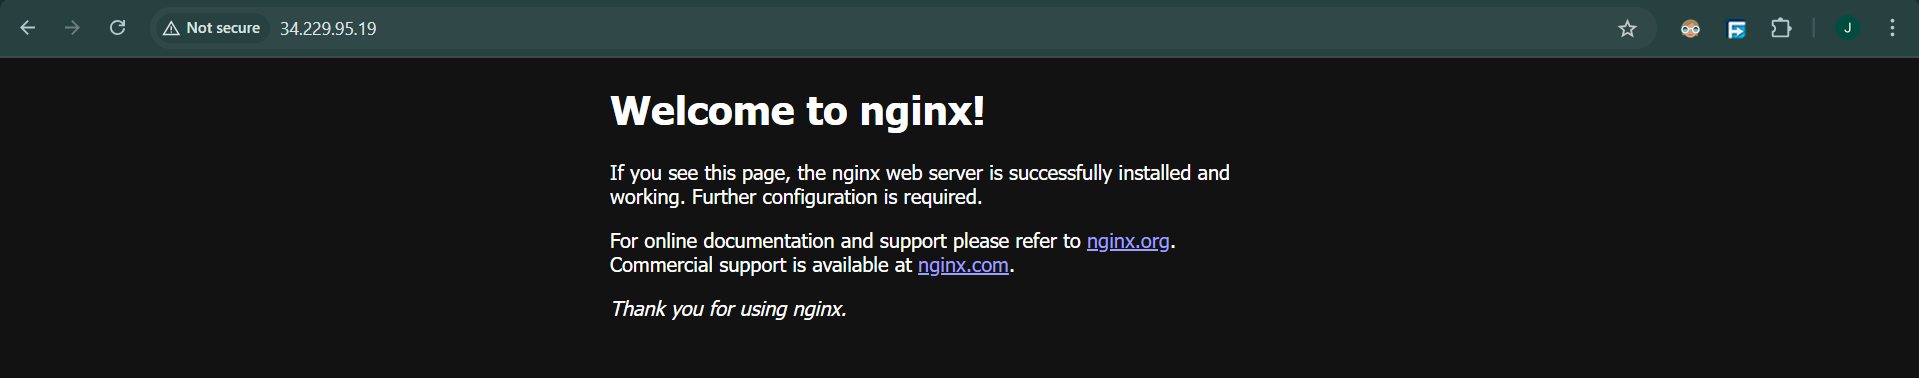 Not secure 34.229.95.19
J
Welcome to nginx!
If you see this page, the nginx web server is successfully installed and
working. Further configuration is required.
For online documentation and support please refer to nginx.org.
Commercial support is available at nginx.com.
Thank you for using nginx.